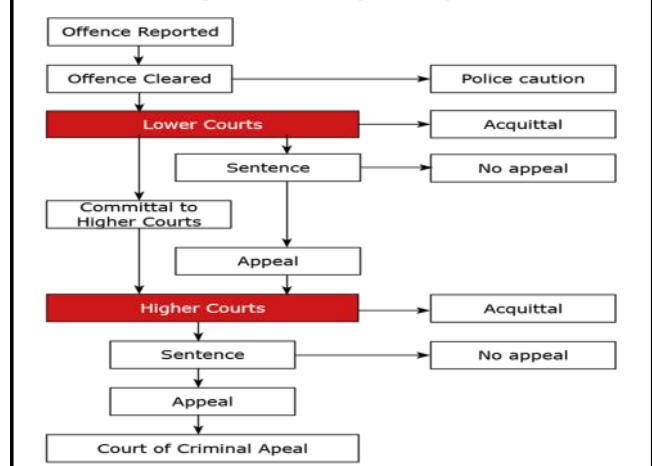 Offence Reported
Offence Cleared
Police caution
Lower Courts
Acquittal
Sentence
No appeal
Committal to
Higher Courts
Appeal
Higher Courts
Acquittal
Sentence
No appeal
Appeal
Court of Criminal Apeal